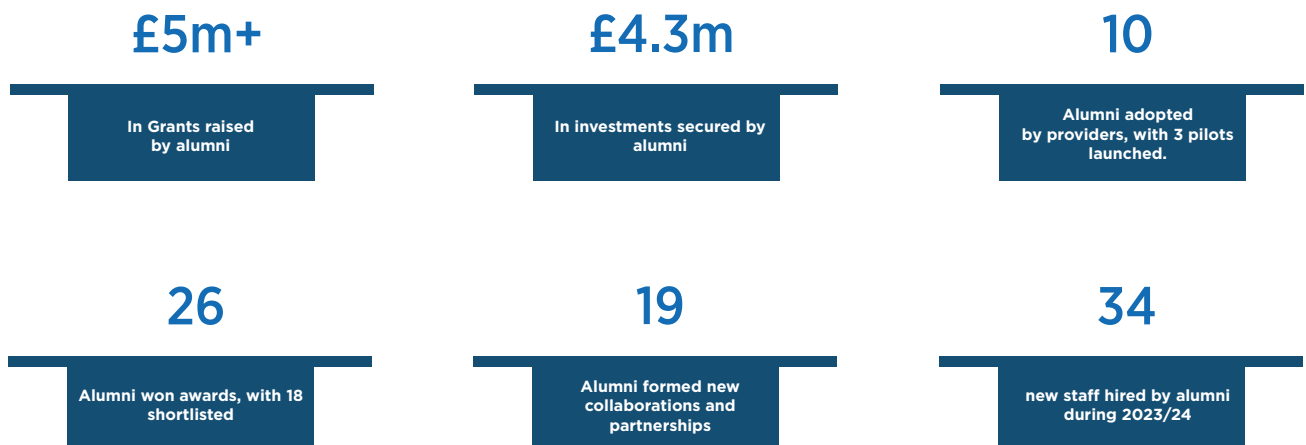 £5m+
In Grants raised
by alumni
£4.3m
In investments secured by
alumni
10
Alumni adopted
by providers, with 3 pilots
launched.
26
Alumni won awards, with 18
shortlisted
19
Alumni formed new
collaborations and
partnerships
34
new staff hired by alumni
during 2023/24